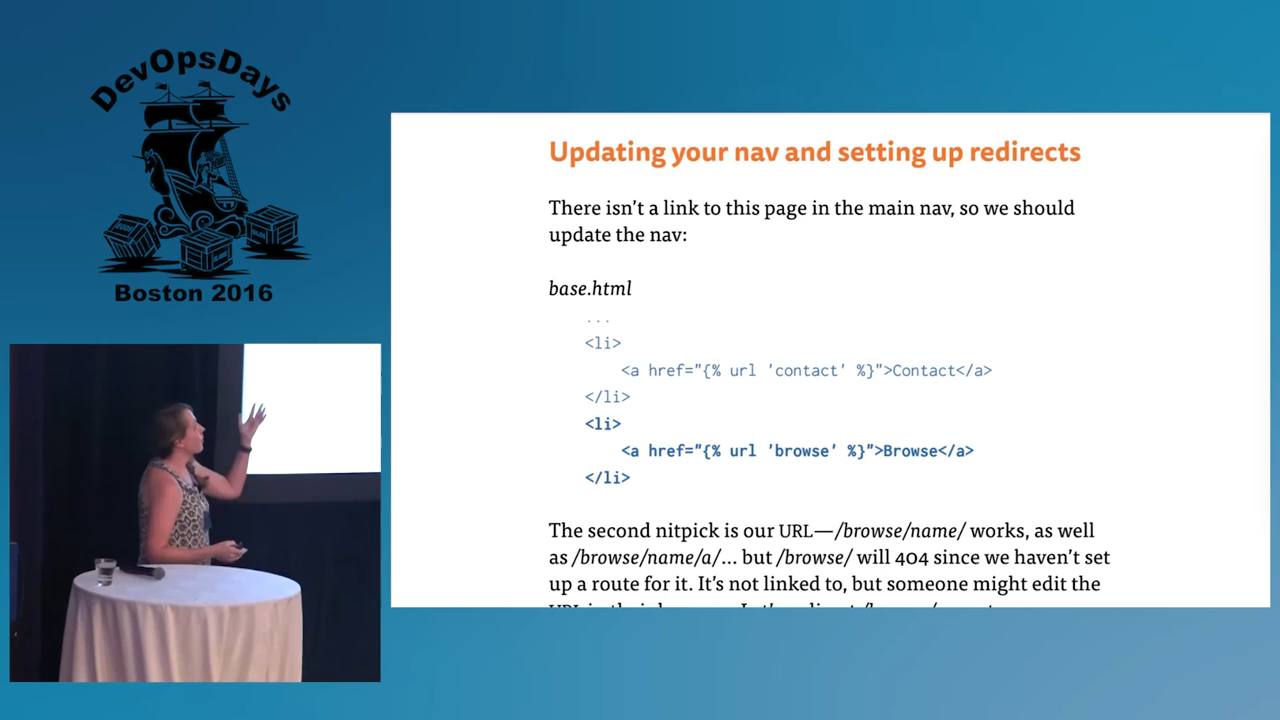 DevOpsDays
Boston 2016
Updating your nav and setting up redirects
There isn't a link to this page in the main nav, so we should
update the nav:
base.html
...
<li>
<a href="{% url 'contact' %}">Contact</a>
</li>
<li>
<a href="{% url 'browse' %}">Browse</a>
</li>
The second nitpick is our URL—/browse/name/ works, as well
as /browse/name/a/... but /browse/ will 404 since we haven't set
up a route for it. It's not linked to, but someone might edit the